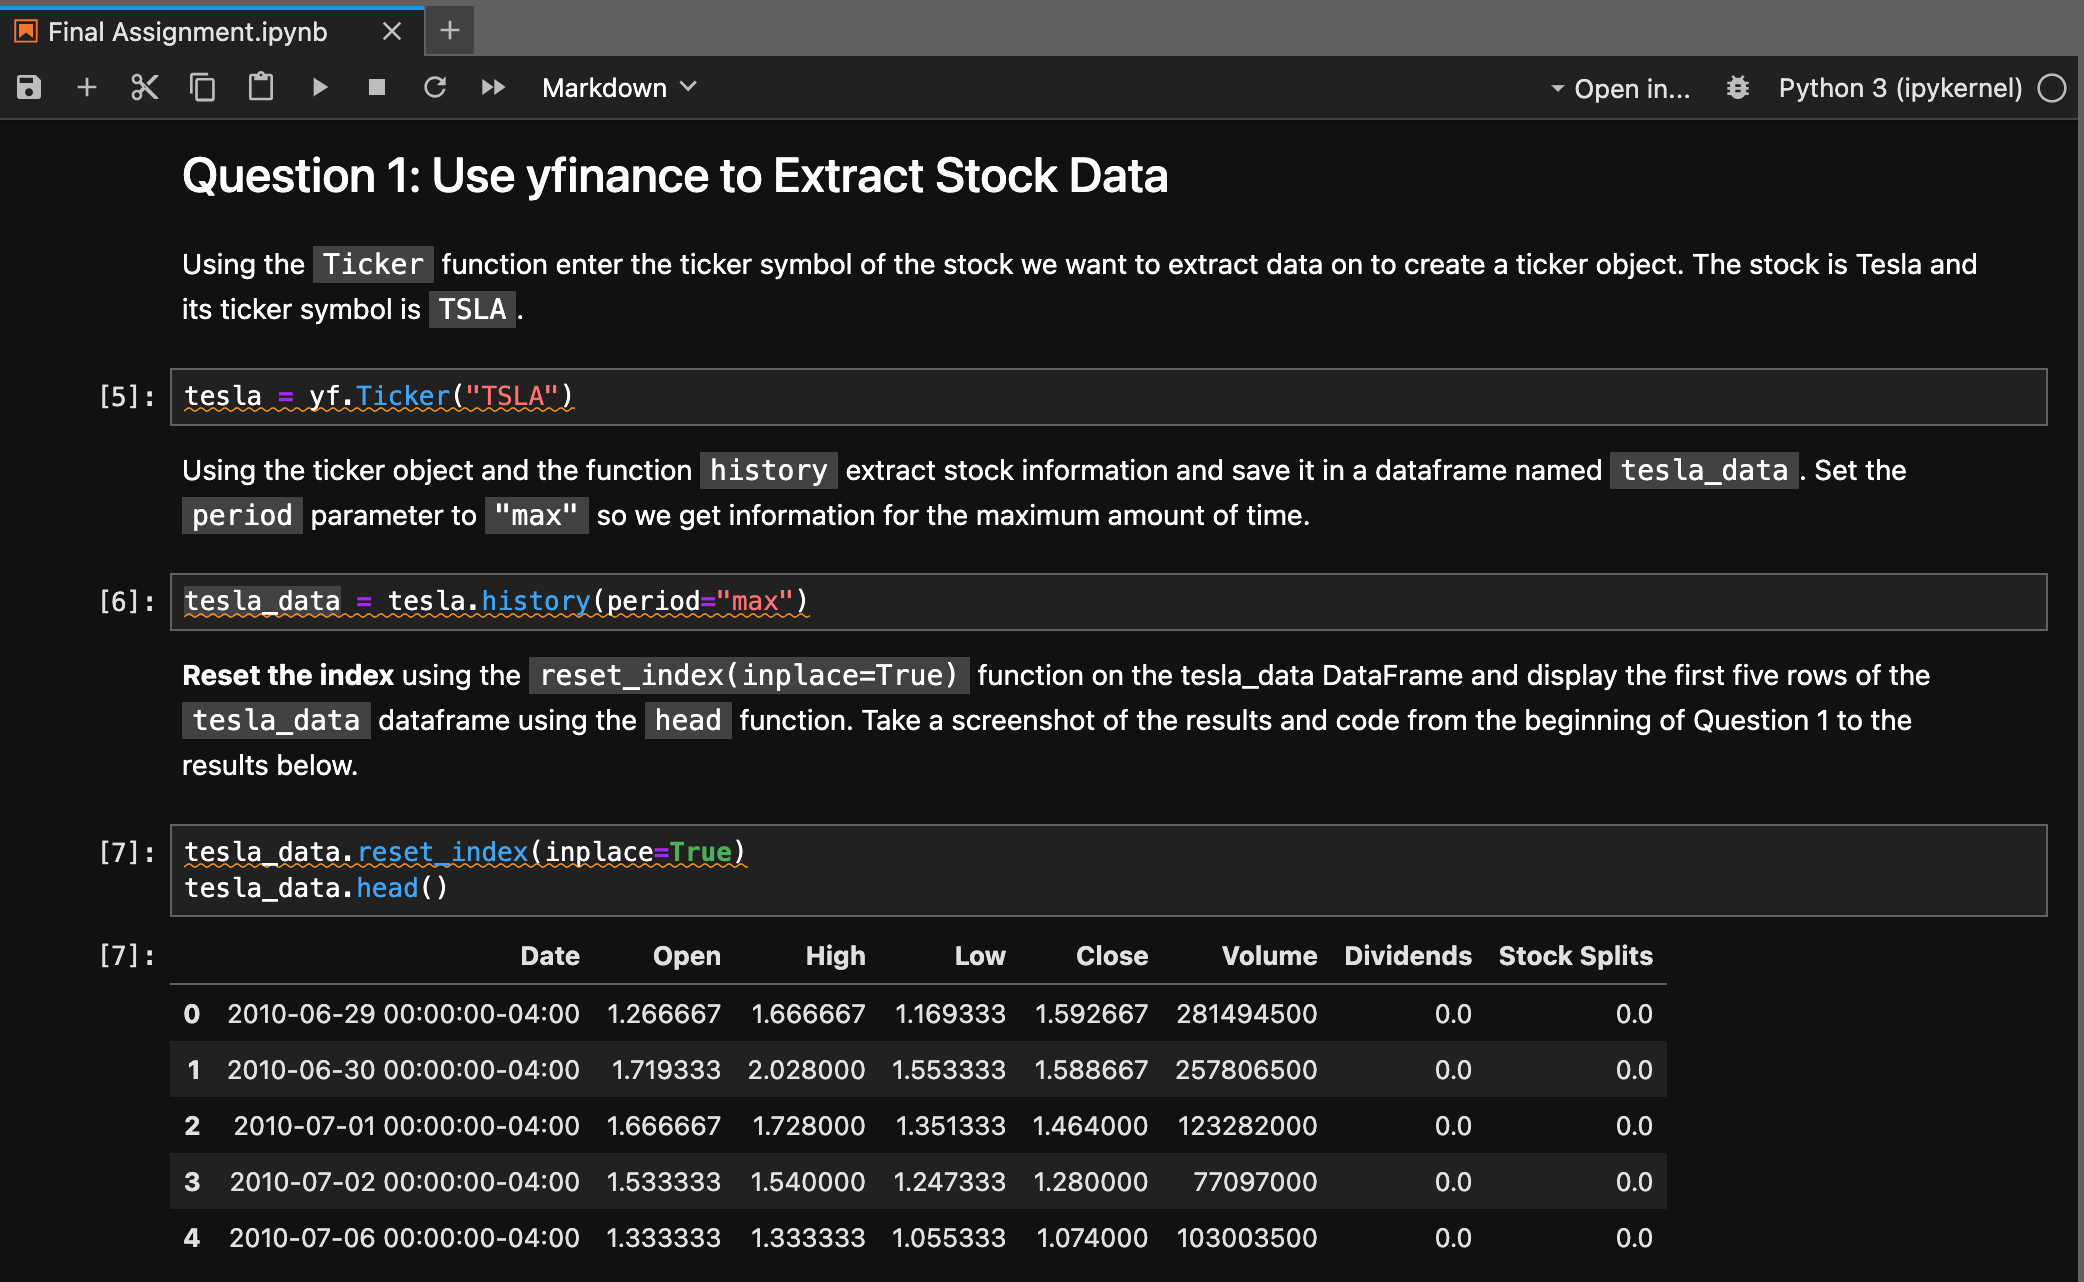 Final Assignment.ipynb
Markdown
Open in...
Python 3 (ipykernel)
Question 1: Use yfinance to Extract Stock Data
Using the Ticker function enter the ticker symbol of the stock we want to extract data on to create a ticker object. The stock is Tesla and
its ticker symbol is TSLA.
[5]: tesla = yf.Ticker("TSLA")
Using the ticker object and the function history extract stock information and save it in a dataframe named tesla_data. Set the
period parameter to "max" so we get information for the maximum amount of time.
[6]: tesla_data = tesla.history(period="max")
Reset the index using the reset_index(inplace=True) function on the tesla_data DataFrame and display the first five rows of the
tesla_data dataframe using the head function. Take a screenshot of the results and code from the beginning of Question 1 to the
results below.
[7]: tesla_data.reset_index(inplace=True)
tesla_data.head()
[7]: Date Open High Low Close Volume Dividends Stock Splits
0 2010-06-29 00:00:00-04:00 1.266667 1.666667 1.169333 1.592667 281494500 0.0 0.0
1 2010-06-30 00:00:00-04:00 1.719333 2.028000 1.553333 1.588667 257806500 0.0 0.0
2 2010-07-01 00:00:00-04:00 1.666667 1.728000 1.351333 1.464000 123282000 0.0 0.0
3 2010-07-02 00:00:00-04:00 1.533333 1.540000 1.247333 1.280000 77097000 0.0 0.0
4 2010-07-06 00:00:00-04:00 1.333333 1.333333 1.055333 1.074000 103003500 0.0 0.0